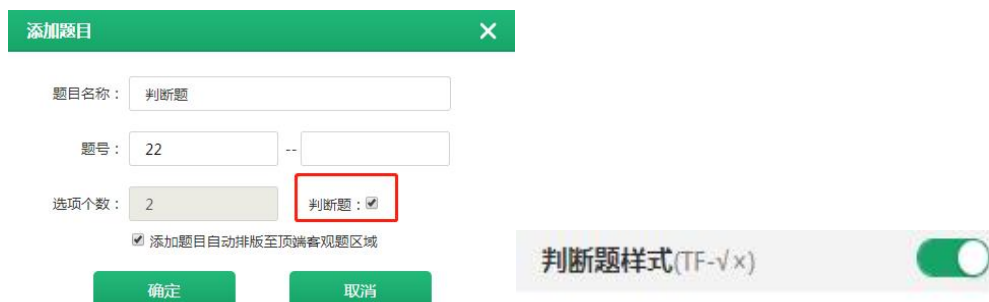 添加题目
题目名称： 判断题
题号： 22 --
选项个数： 2 判断题：
添加题目自动排版至顶端客观题区域
确定 取消
判断题样式(TF-√×)